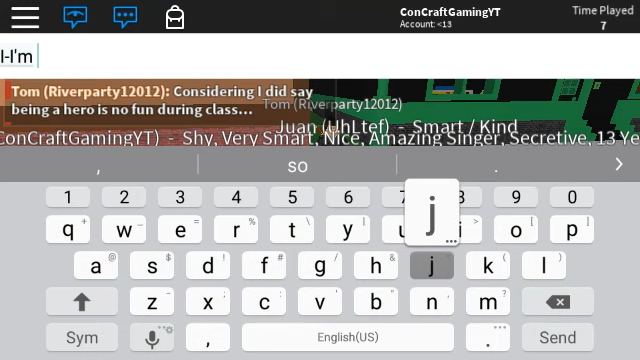 ConCraftGamingYT
Account: <13
Time Played
7
I-I'm
Tom (Riverparty12012): Considering I did say
being a hero is no fun during class...
Tom (Riverparty12012)
Juan (UhLtef) - Smart / Kind
ConCraftGamingYT) - Shy, Very Smart, Nice, Amazing Singer, Secretive, 13 Ye
, so . >
1 2 3 4 5 6 7 8 9 0
q + w - e = r % t \ y | u i > o [ p ]
a @ s $ d ! f # g / h & j k ( l )
j ...
z x : c ; v ' b " n , m ?
Sym , English(US) . Send